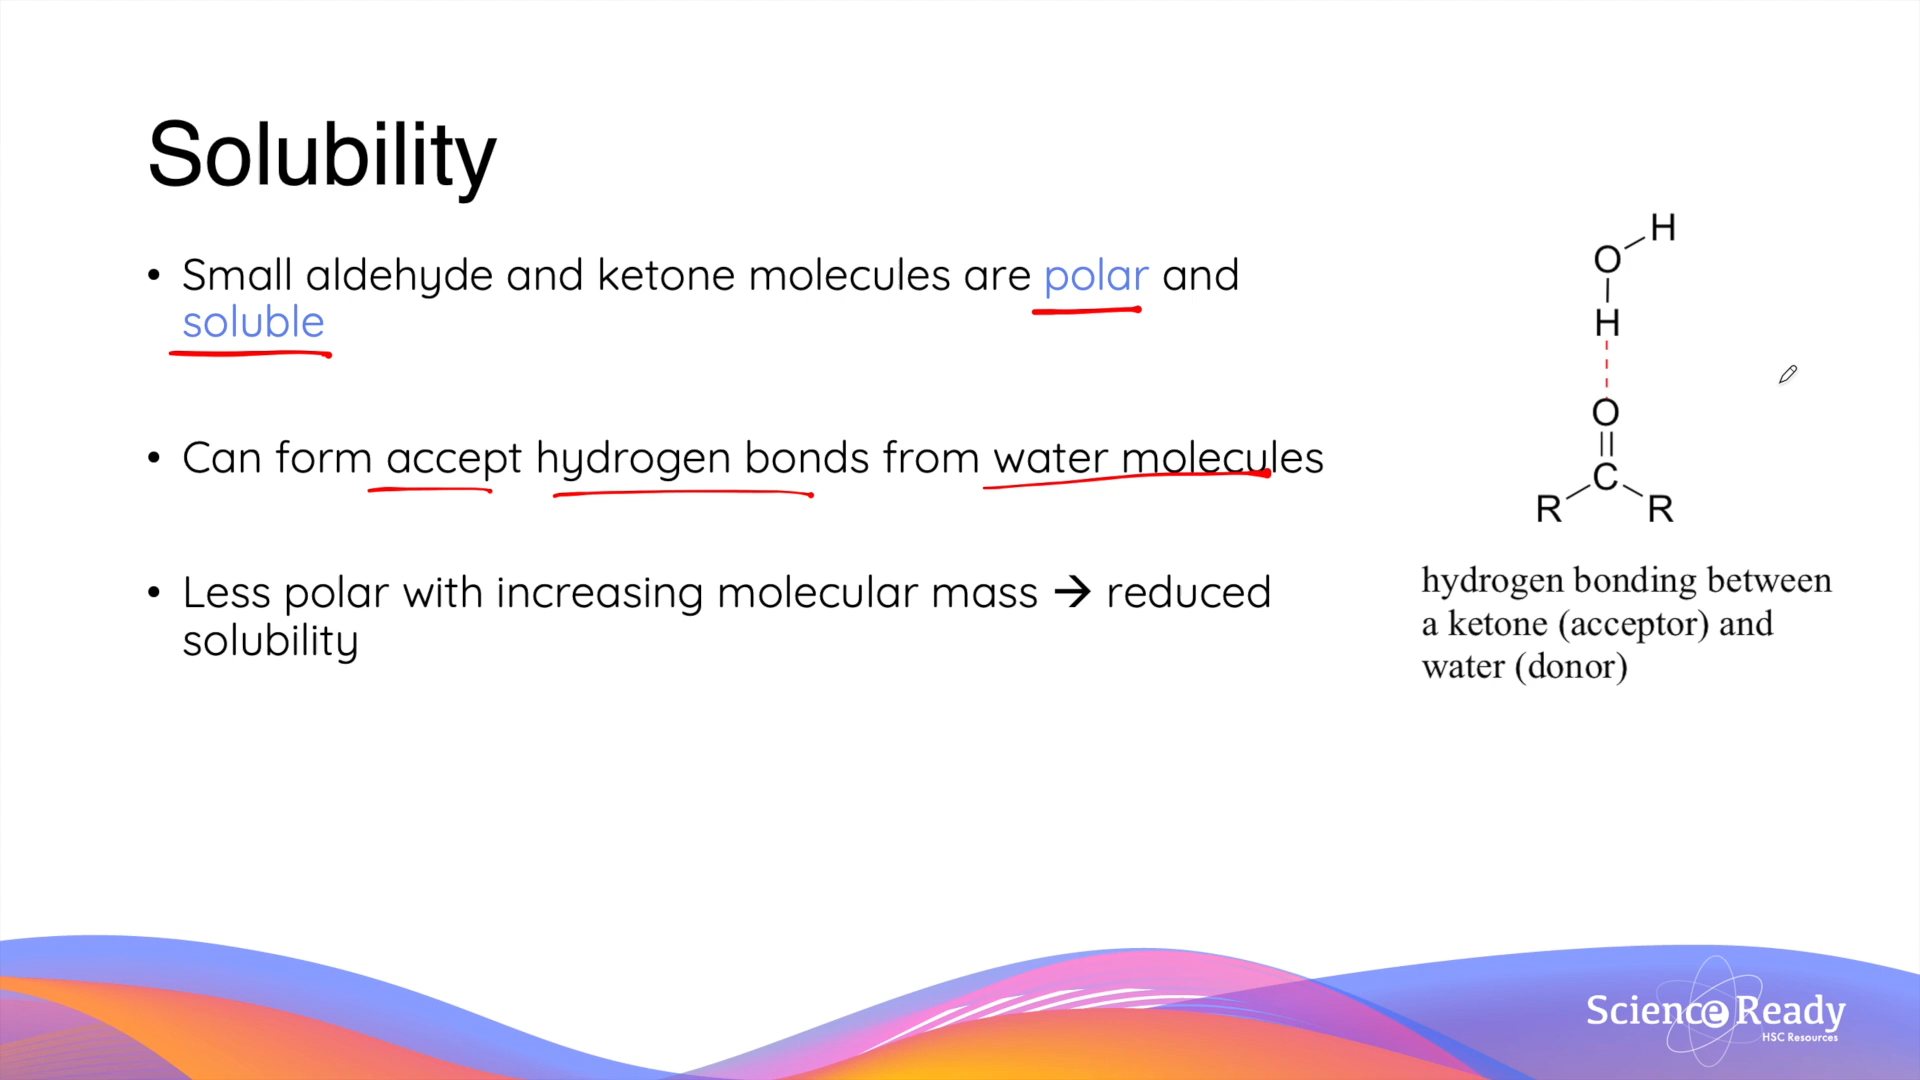 Solubility
• Small aldehyde and ketone molecules are polar and
soluble
• Can form accept hydrogen bonds from water molecules
• Less polar with increasing molecular mass → reduced
solubility
H
O
H
O
C
R R
hydrogen bonding between
a ketone (acceptor) and
water (donor)
Science Ready
HSC Resources